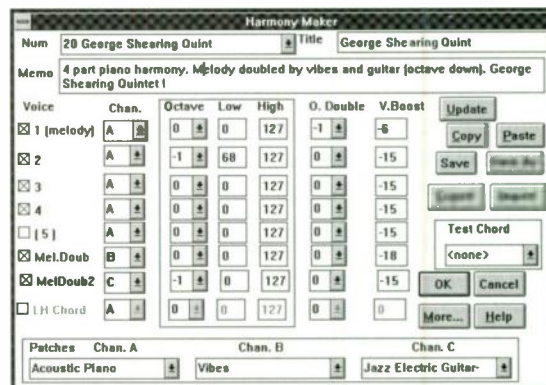 Harmony Maker
Num 20 George Shearing Quint Title George Shearing Quint
Memo 4 part piano harmony. Melody doubled by vibes and guitar (octave down). George
Shearing Quintet !
Voice Chan. Octave Low High O. Double V.Boost
1 (melody) A 0 0 127 -1 -6
2 A -1 68 127 0 -15
3 A 0 0 127 0 -15
4 A 0 0 127 0 -15
(5) A 0 0 127 0 -15
Mel.Doub B 0 0 127 0 -18
MelDoub2 C -1 0 127 0 -15
LH Chord A 0 0 127 0 0
Update
Copy Paste
Save
Test Chord
<none>
OK Cancel
More... Help
Patches Chan. A Chan. B Chan. C
Acoustic Piano Vibes Jazz Electric Guitar-